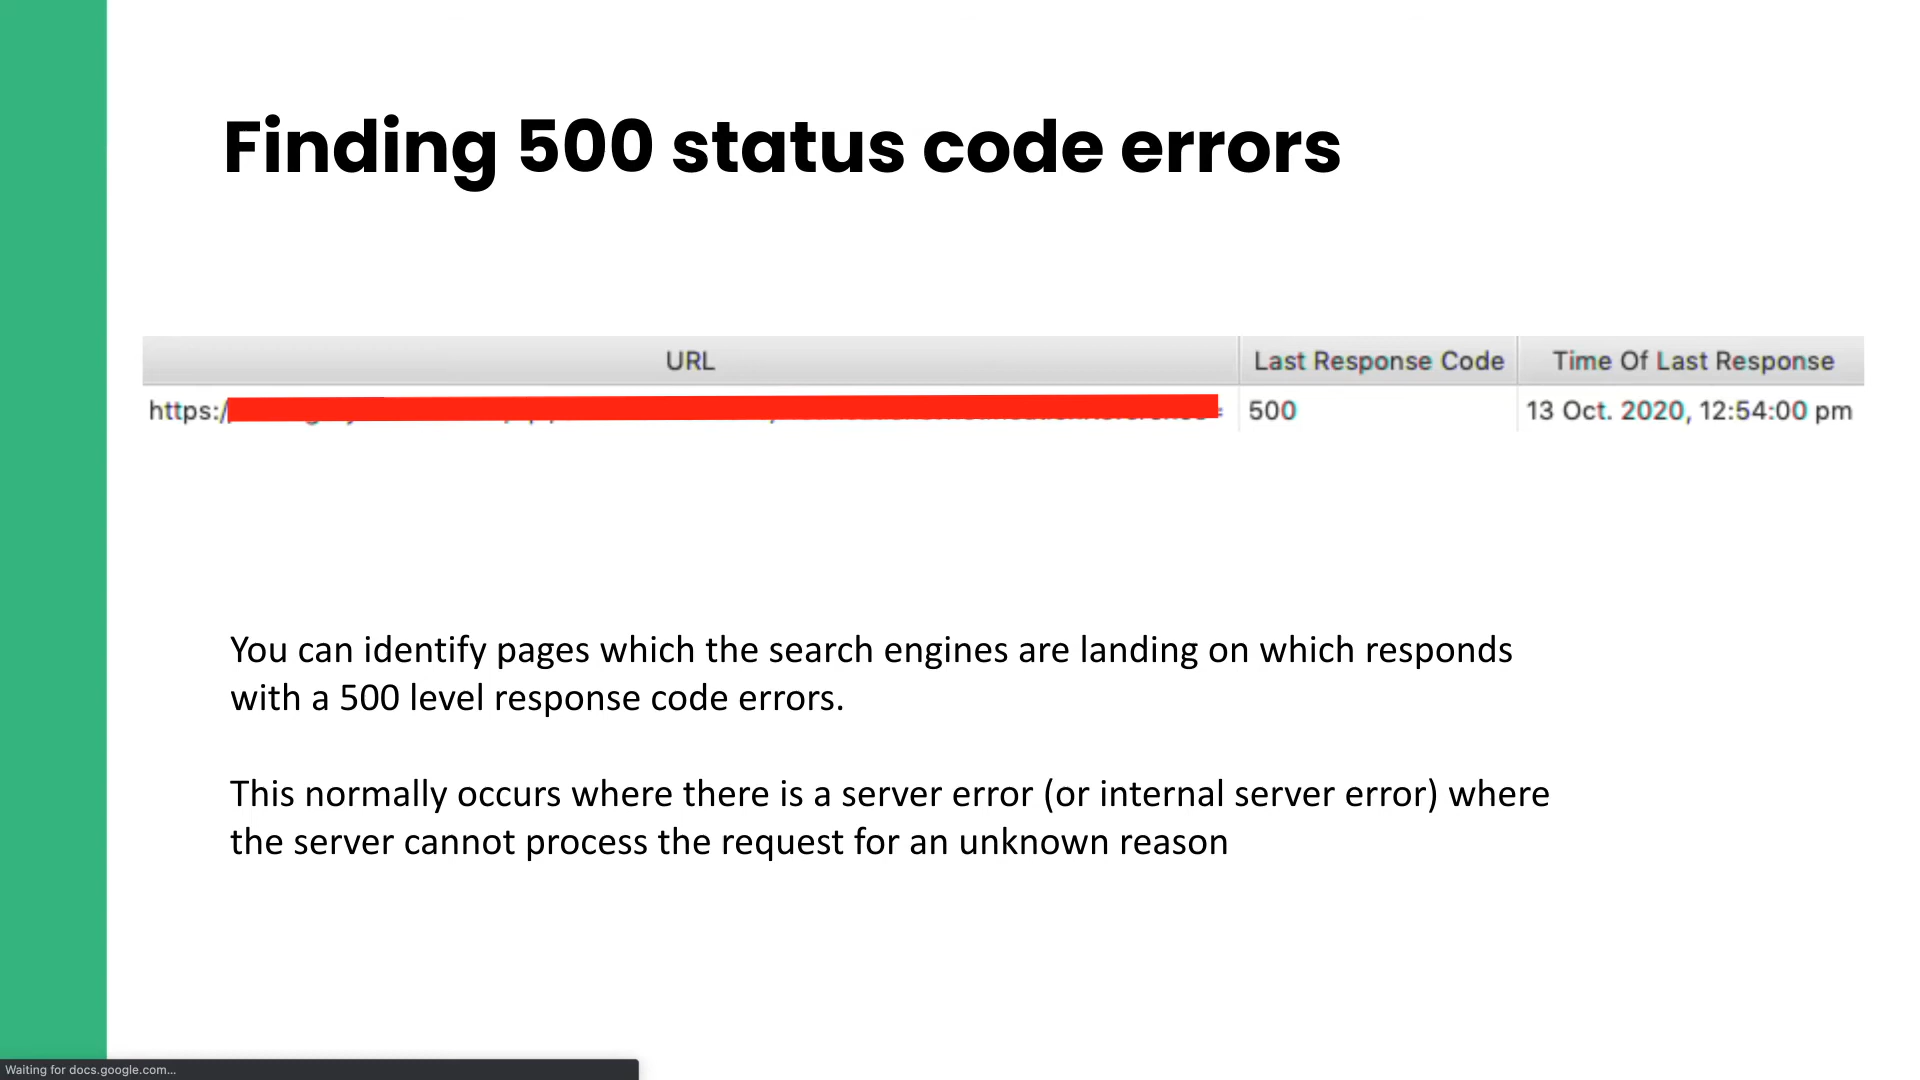 Finding 500 status code errors
URL Last Response Code Time Of Last Response
https:/ 500 13 Oct. 2020, 12:54:00 pm
You can identify pages which the search engines are landing on which responds
with a 500 level response code errors.
This normally occurs where there is a server error (or internal server error) where
the server cannot process the request for an unknown reason
Waiting for docs.google.com...